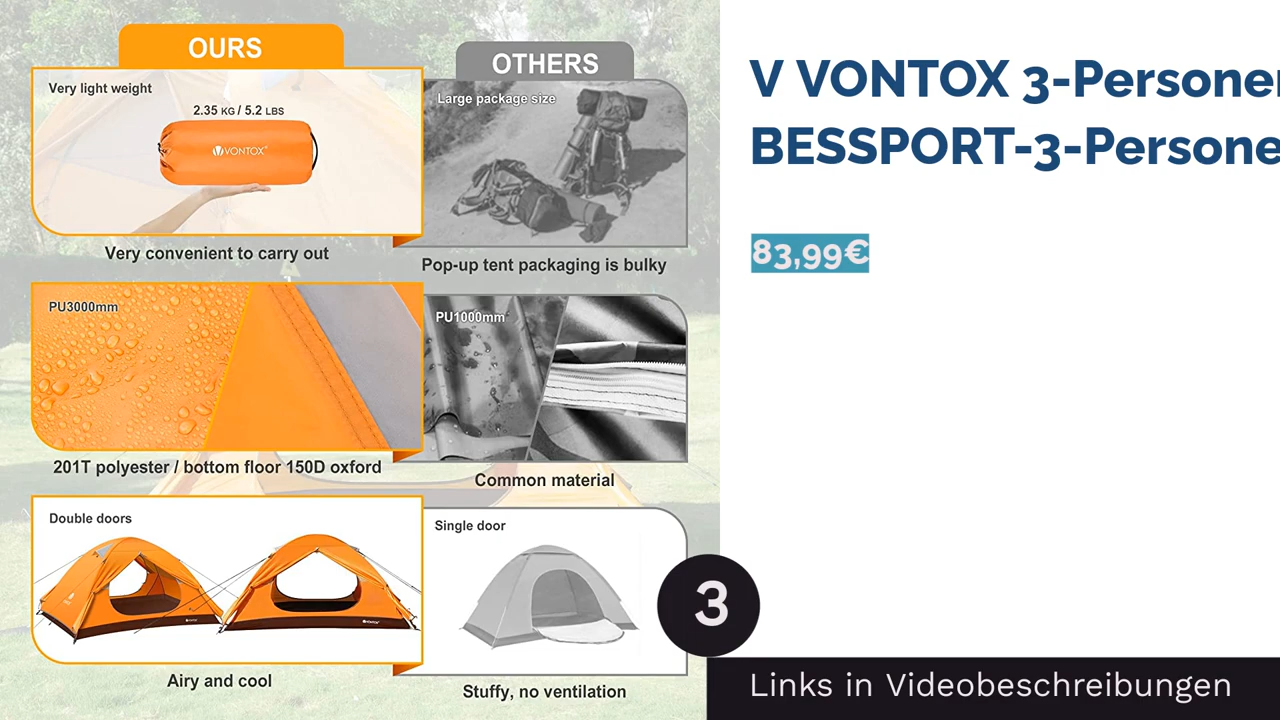 OURS
OTHERS
Very light weight
2.35 KG / 5.2 LBS
VONTOX
Very convenient to carry out
Large package size
Pop-up tent packaging is bulky
PU3000mm
201T polyester / bottom floor 150D oxford
PU1000mm
Common material
Double doors
VONTOX
Airy and cool
Single door
Stuffy, no ventilation
V VONTOX 3-Personen
BESSPORT-3-Persone
83,99€
3
Links in Videobeschreibungen